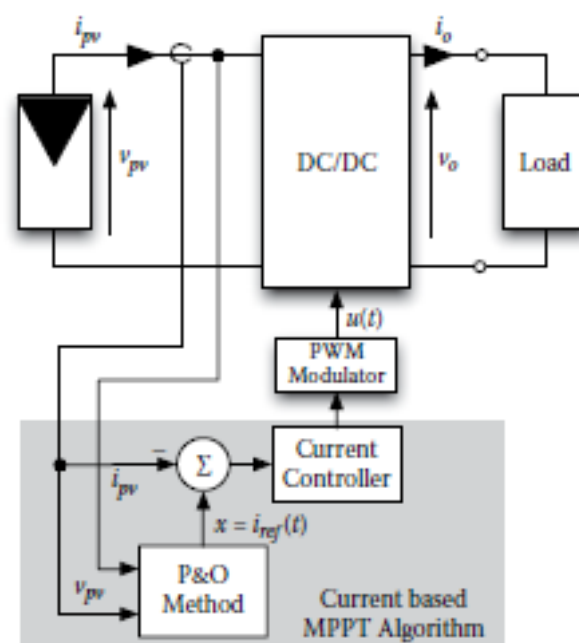 i_pv
i_o
v_pv
DC/DC
v_o
Load
u(t)
PWM
Modulator
−
i_pv
Σ
Current
Controller
x = i_ref(t)
v_pv
P&O
Method
Current based
MPPT Algorithm